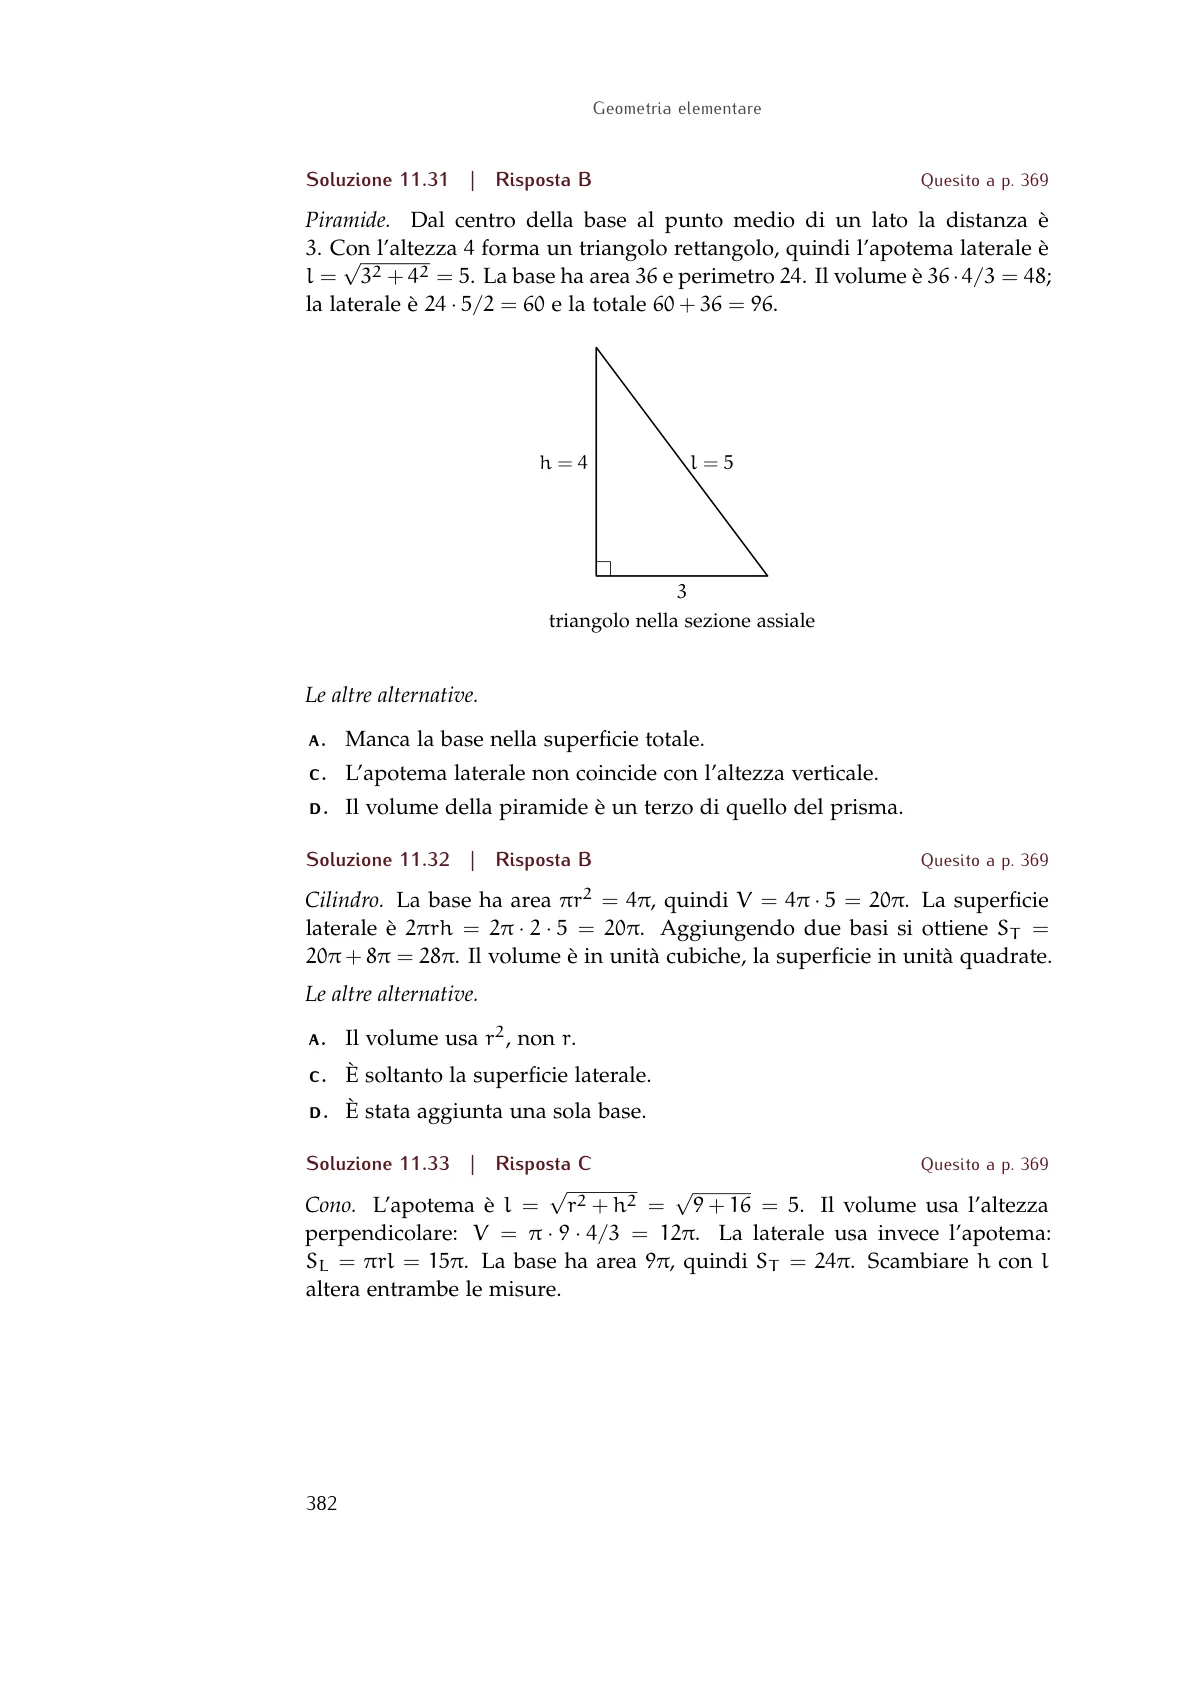 Geometria elementare
Soluzione 11.31 | Risposta B Quesito a p. 369
Piramide. Dal centro della base al punto medio di un lato la distanza è
3. Con l'altezza 4 forma un triangolo rettangolo, quindi l'apotema laterale è
l = √3² + 4² = 5. La base ha area 36 e perimetro 24. Il volume è 36 · 4/3 = 48;
la laterale è 24 · 5/2 = 60 e la totale 60 + 36 = 96.
h = 4
l = 5
3
triangolo nella sezione assiale
Le altre alternative.
A. Manca la base nella superficie totale.
C. L'apotema laterale non coincide con l'altezza verticale.
D. Il volume della piramide è un terzo di quello del prisma.
Soluzione 11.32 | Risposta B Quesito a p. 369
Cilindro. La base ha area πr² = 4π, quindi V = 4π · 5 = 20π. La superficie
laterale è 2πrh = 2π · 2 · 5 = 20π. Aggiungendo due basi si ottiene S_T =
20π + 8π = 28π. Il volume è in unità cubiche, la superficie in unità quadrate.
Le altre alternative.
A. Il volume usa r², non r.
C. È soltanto la superficie laterale.
D. È stata aggiunta una sola base.
Soluzione 11.33 | Risposta C Quesito a p. 369
Cono. L'apotema è l = √r² + h² = √9 + 16 = 5. Il volume usa l'altezza
perpendicolare: V = π · 9 · 4/3 = 12π. La laterale usa invece l'apotema:
S_L = πrl = 15π. La base ha area 9π, quindi S_T = 24π. Scambiare h con l
altera entrambe le misure.
382